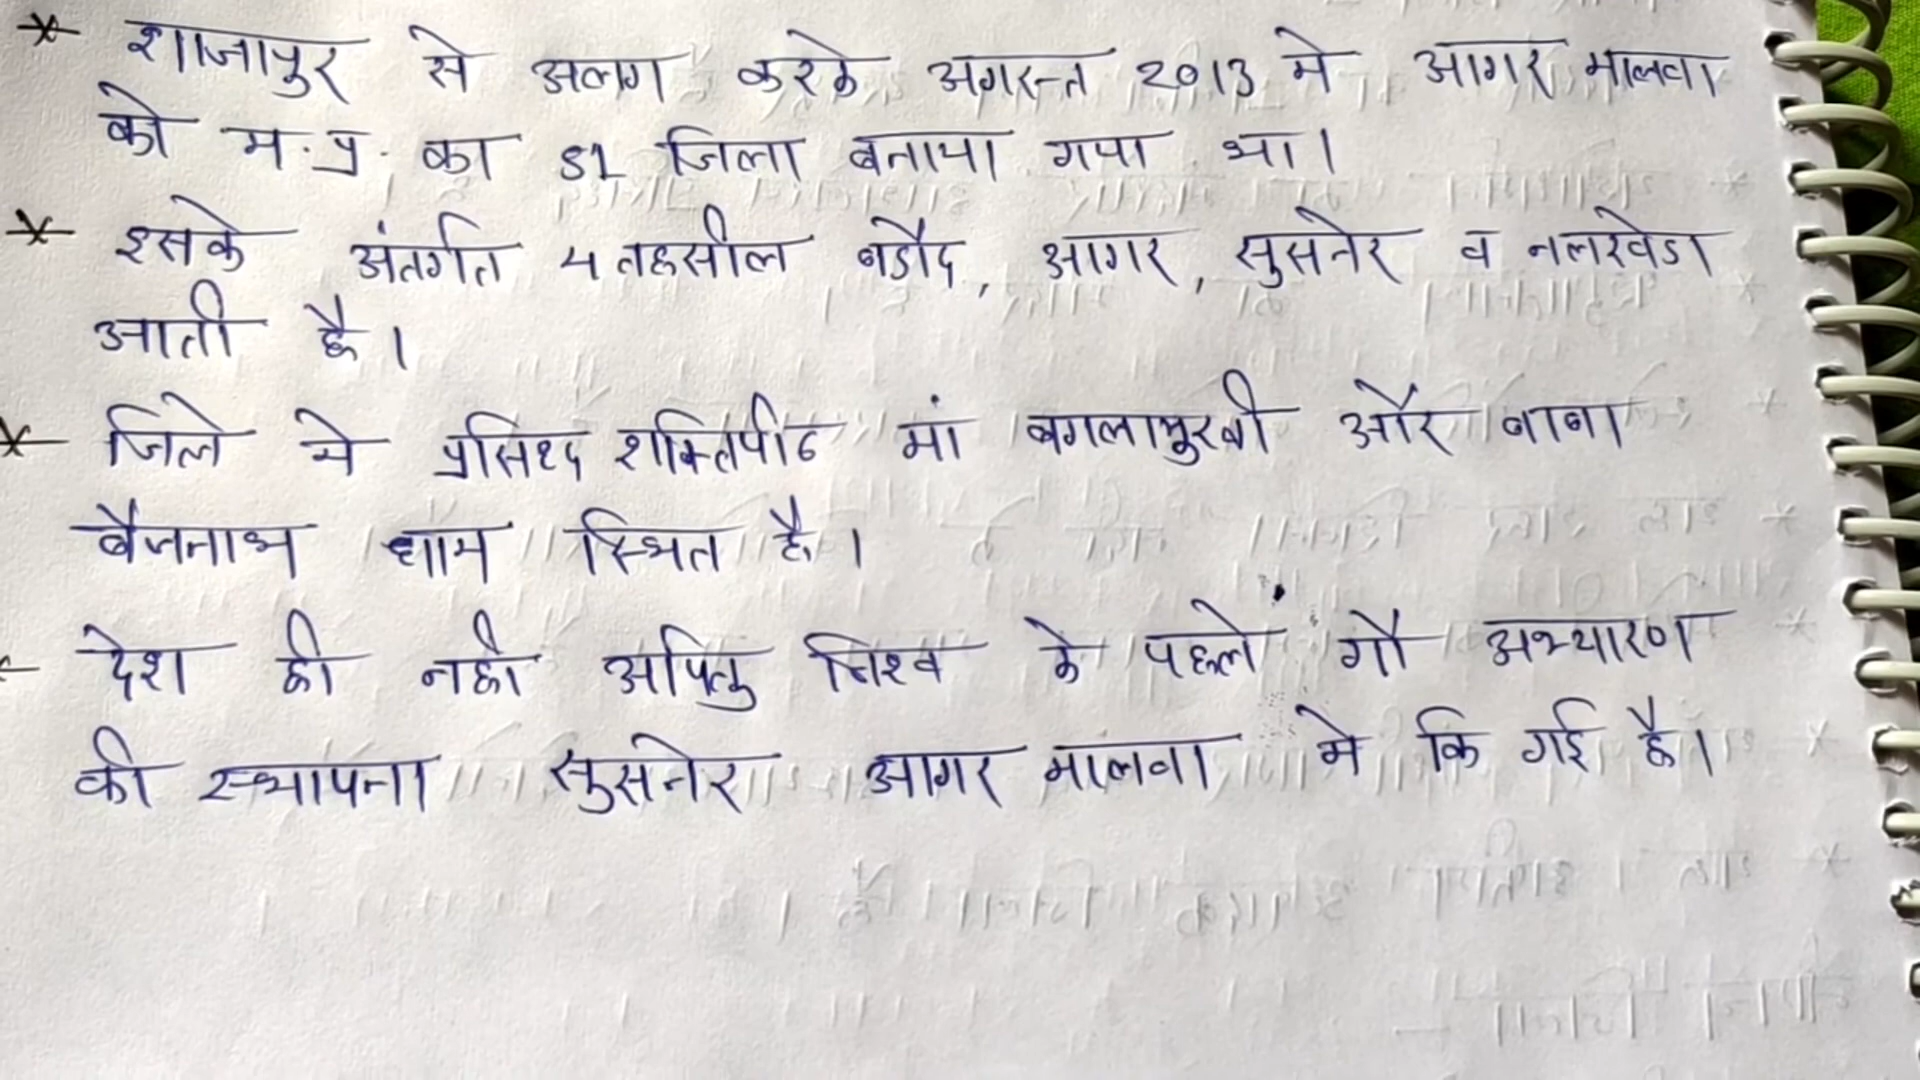 * शाजापुर से अलग करके अगस्त 2013 मे आगर मालवा
को म.प्र. का 51 जिला बनाया गया था।
* इसके अंतर्गत 4 तहसील बडौद, आगर, सुसनेर व नलखेडा
आती है।
* जिले मे प्रसिध्द शक्तिपीठ मां बगलामुखी और बाबा
बैजनाथ धाम स्थित है।
* देश ही नही अपितु विश्व के पहले गौ अभ्यारण
की स्थापना सुसनेर आगर मालवा मे कि गई है।